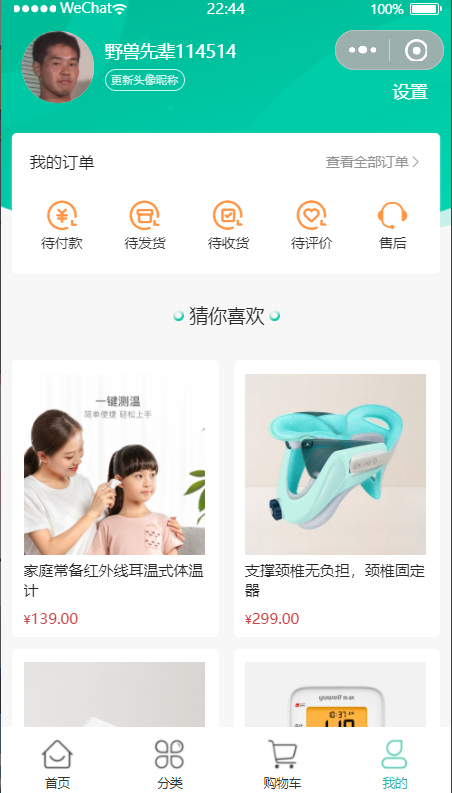 WeChat
22:44
100%
野兽先辈114514
更新头像昵称
设置
我的订单
查看全部订单
待付款
待发货
待收货
待评价
售后
猜你喜欢
一键测温
简单便捷 轻松上手
家庭常备红外线耳温式体温
计
¥139.00
支撑颈椎无负担，颈椎固定
器
¥299.00
yuwell
10:37
首页
分类
购物车
我的